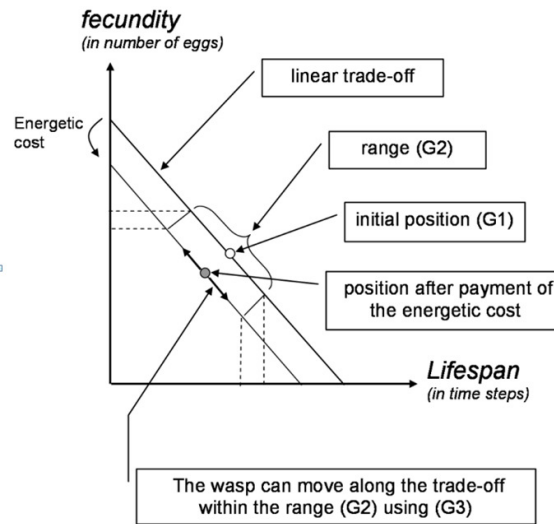 fecundity
(in number of eggs)
linear trade-off
Energetic
cost
range (G2)
initial position (G1)
position after payment of
the energetic cost
Lifespan
(in time steps)
The wasp can move along the trade-off
within the range (G2) using (G3)